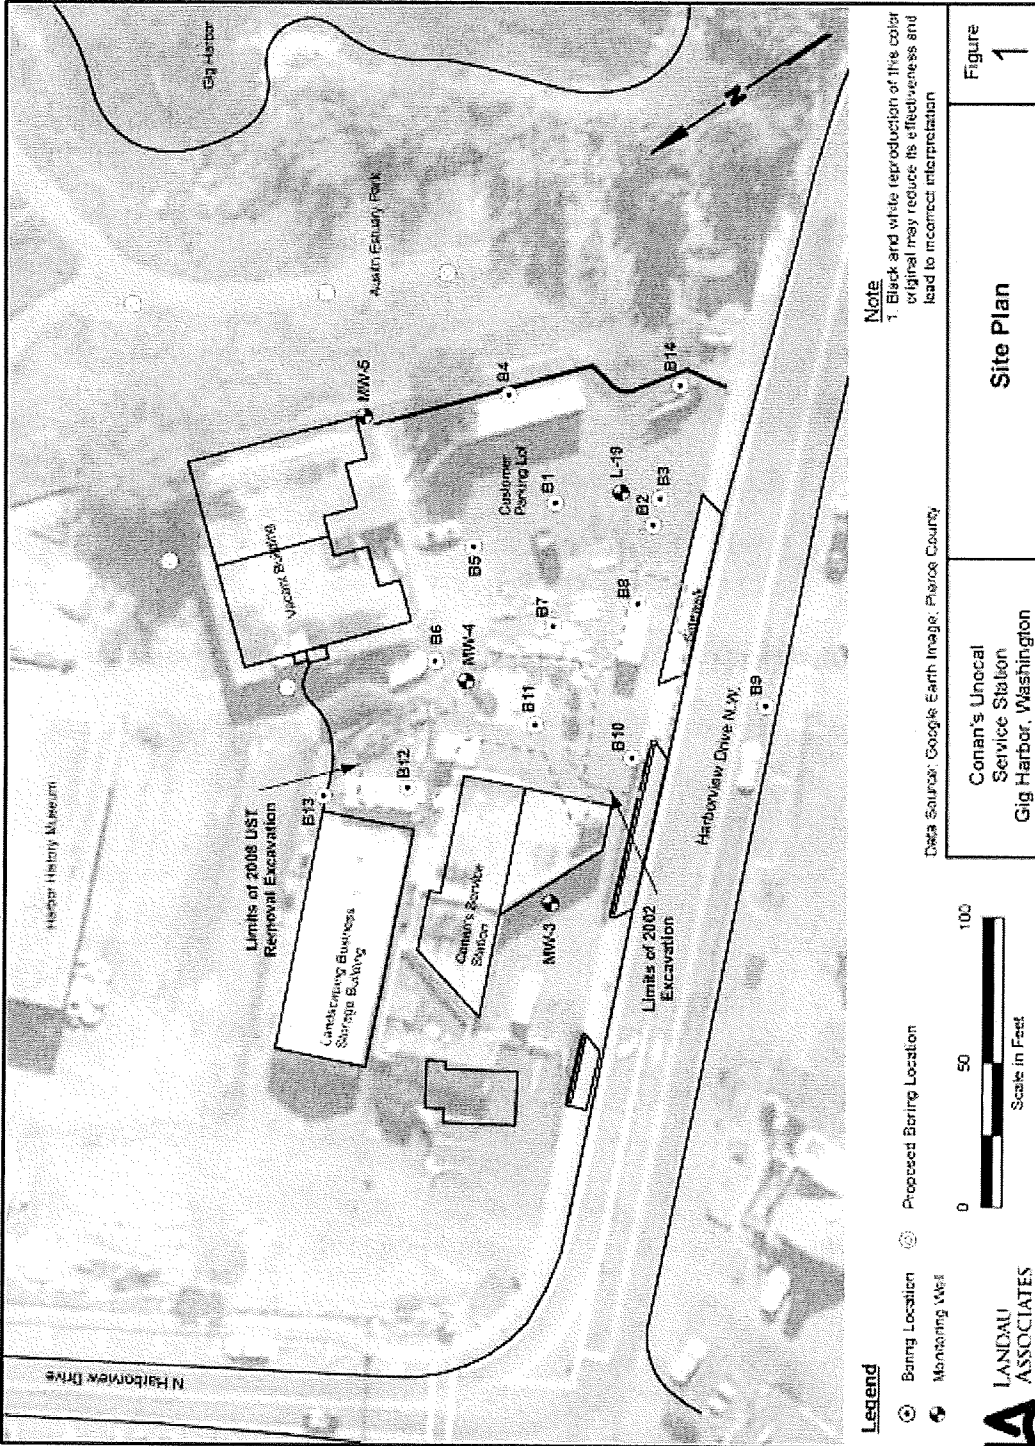 Gig Harbor
Austin Estuary Park
Harbor History Museum
Vacant Building
MW-5
B4
B14
Customer
Parking Lot
B1
L-19
B3
B2
B5
B6
MW-4
B7
B8
Sidewalk
B11
B10
B9
B12
B13
Limits of 2008 UST
Removal Excavation
Landscaping Business
Storage Building
Conan's Service
Station
MW-3
Limits of 2002
Excavation
Harborview Drive N.W.
N Harborview Drive
N
Legend
Boring Location
Proposed Boring Location
Monitoring Well
0
50
100
Scale in Feet
Note
1. Black and white reproduction of this color
original may reduce its effectiveness and
lead to incorrect interpretation
Data Source: Google Earth Image; Pierce County
LANDAU
ASSOCIATES
Conan's Unocal
Service Station
Gig Harbor, Washington
Site Plan
Figure
1